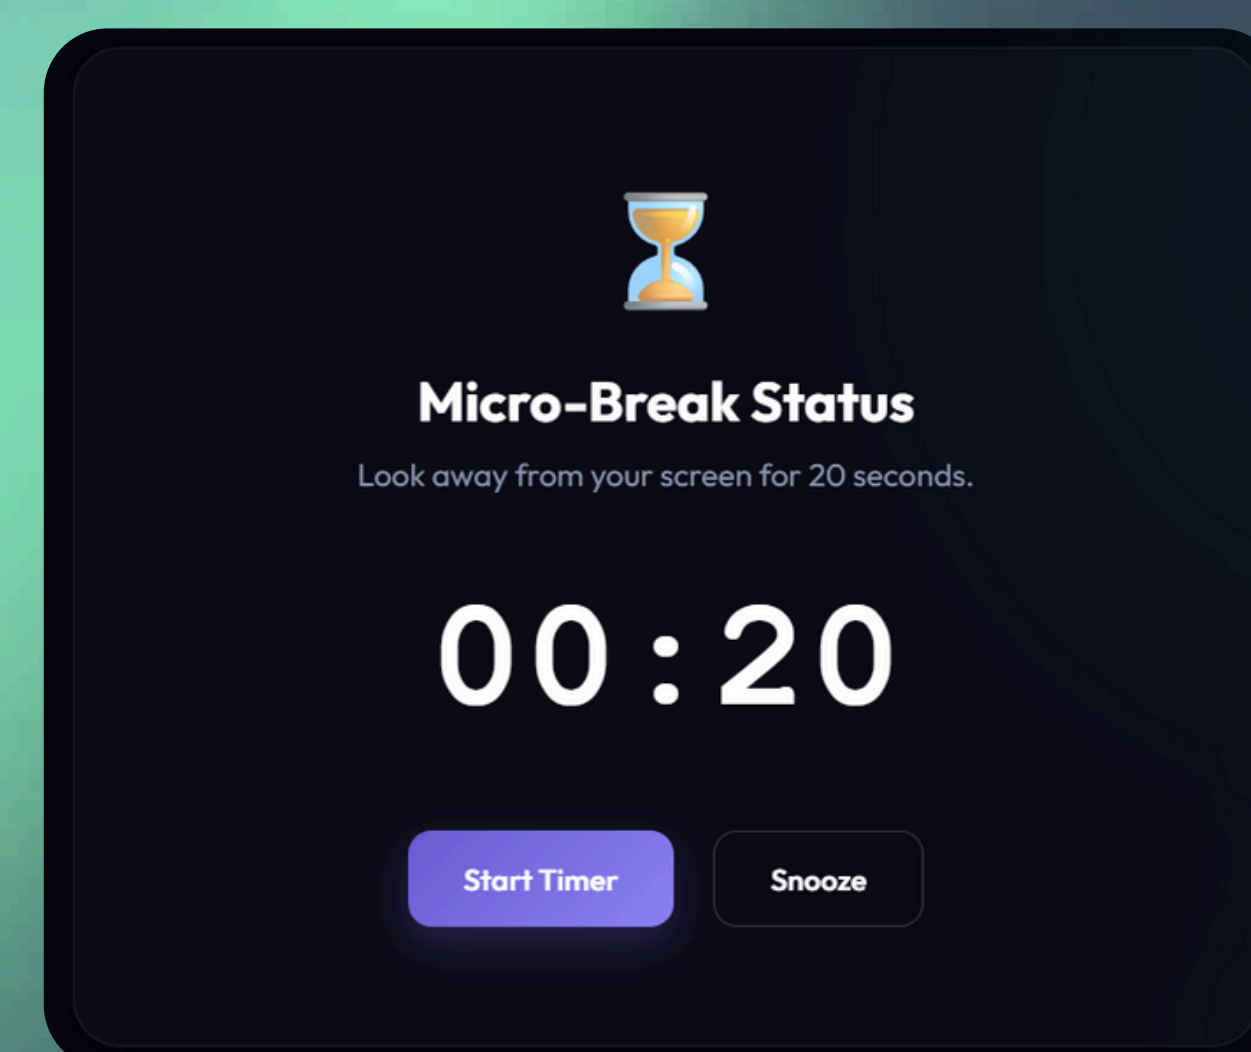 Micro-Break Status
Look away from your screen for 20 seconds.
00:20
Start Timer
Snooze